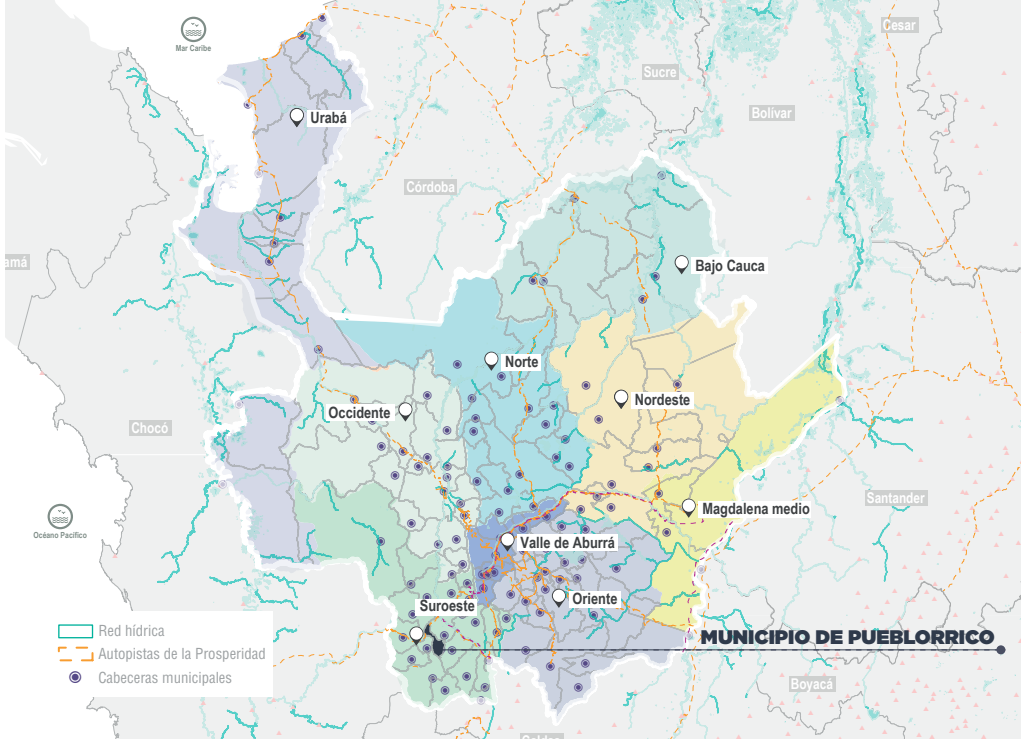 Mar Caribe
Cesar
Sucre
Bolívar
Urabá
Córdoba
amá
Bajo Cauca
Norte
Nordeste
Occidente
Chocó
Santander
Magdalena medio
Océano Pacífico
Valle de Aburrá
Oriente
Suroeste
Red hídrica
MUNICIPIO DE PUEBLORRICO
Autopistas de la Prosperidad
Cabeceras municipales
Boyacá